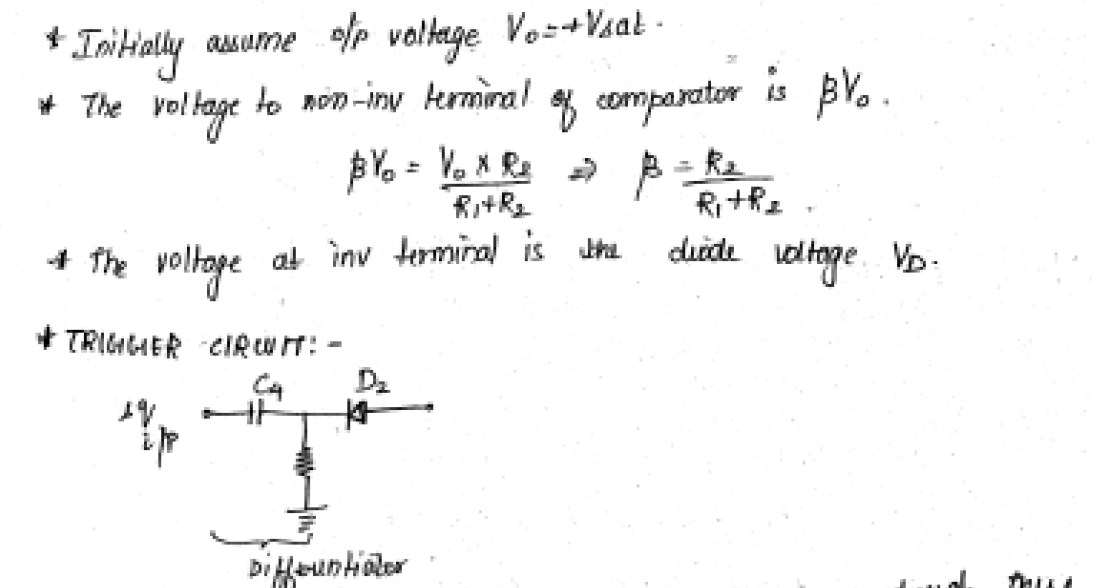 * Initially assume o/p voltage V₀=+Vsat.
* The voltage to non-inv terminal of comparator is βV₀.
βV₀ = V₀ × R₂ / R₁+R₂ ⇒ β = R₂ / R₁+R₂ .
* The voltage at inv terminal is the diode voltage V_D.
* TRIGGER CIRCUIT: -
C₄ D₂
i/p
Differentiator